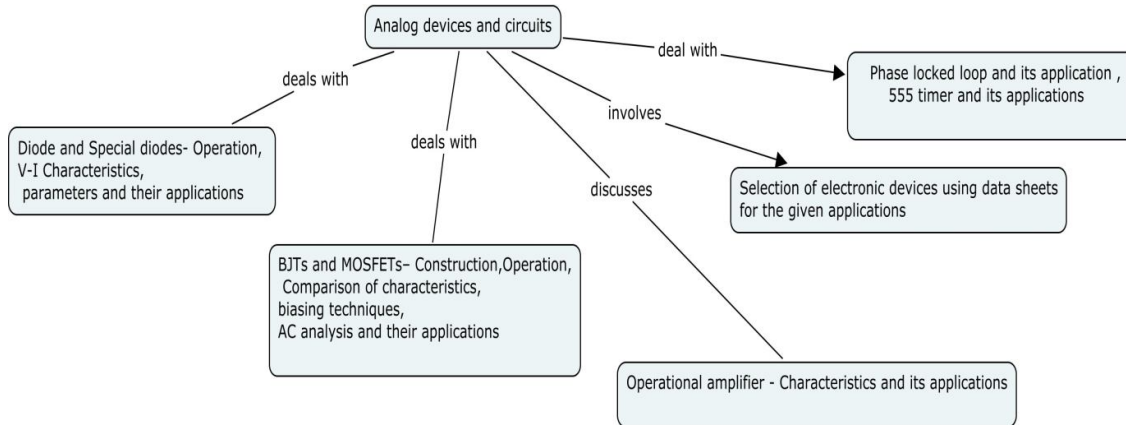 Analog devices and circuits
deal with
Phase locked loop and its application ,
555 timer and its applications
deals with
involves
Diode and Special diodes- Operation,
V-I Characteristics,
parameters and their applications
deals with
Selection of electronic devices using data sheets
for the given applications
discusses
BJTs and MOSFETs– Construction,Operation,
Comparison of characteristics,
biasing techniques,
AC analysis and their applications
Operational amplifier - Characteristics and its applications